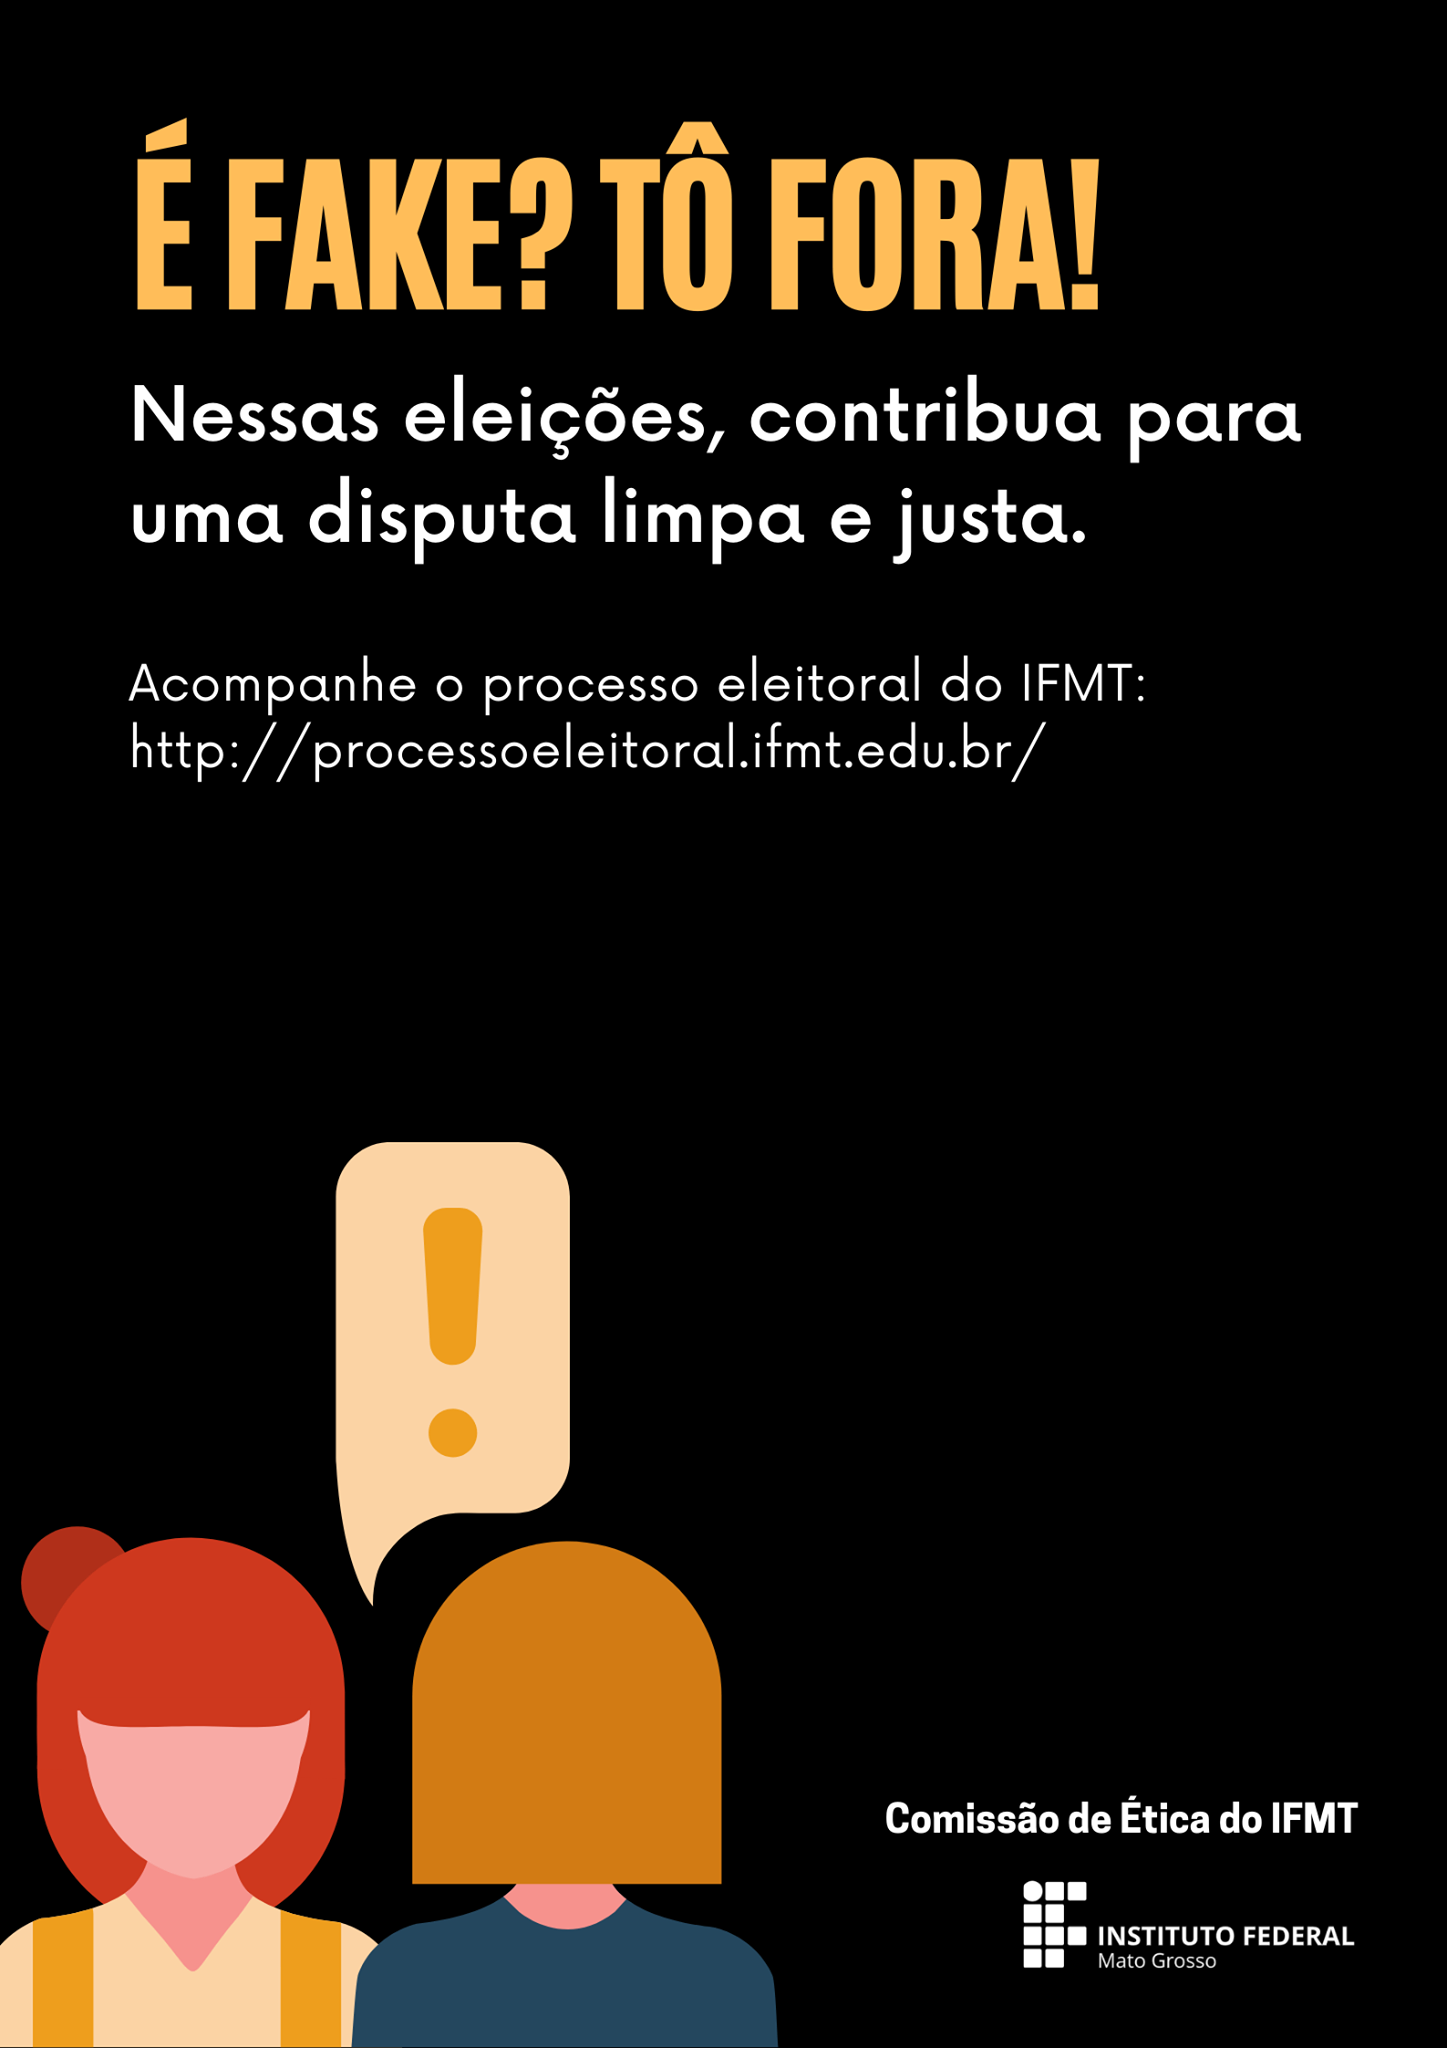 É FAKE? TÔ FORA!
Nessas eleições, contribua para
uma disputa limpa e justa.
Acompanhe o processo eleitoral do IFMT:
http://processoeleitoral.ifmt.edu.br/
!
Comissão de Ética do IFMT
INSTITUTO FEDERAL
Mato Grosso